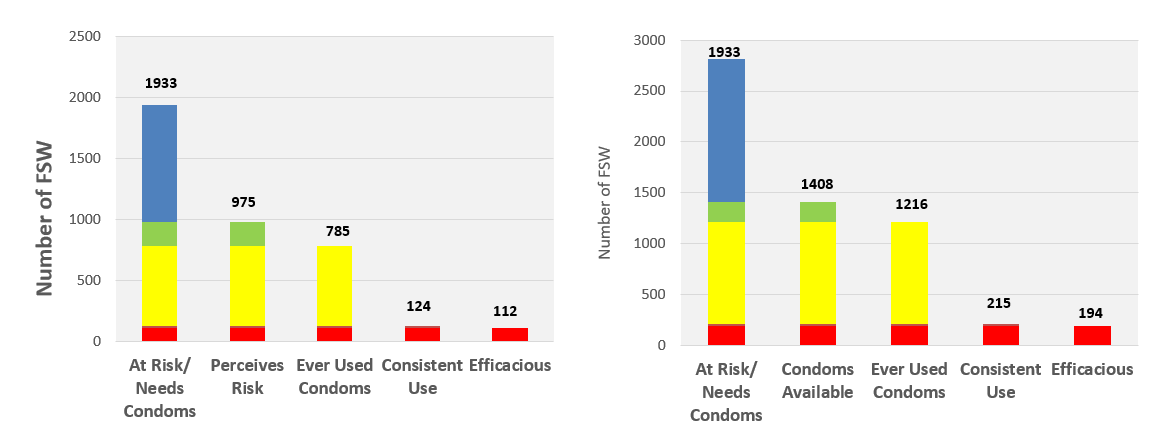 2500
2000
1500
1000
500
0
Number of FSW
1933
975
785
124
112
At Risk/
Needs
Condoms
Perceives
Risk
Ever Used
Condoms
Consistent
Use
Efficacious
3000
2500
2000
1500
1000
500
0
Number of FSW
1933
1408
1216
215
194
At Risk/
Needs
Condoms
Condoms
Available
Ever Used
Condoms
Consistent
Use
Efficacious